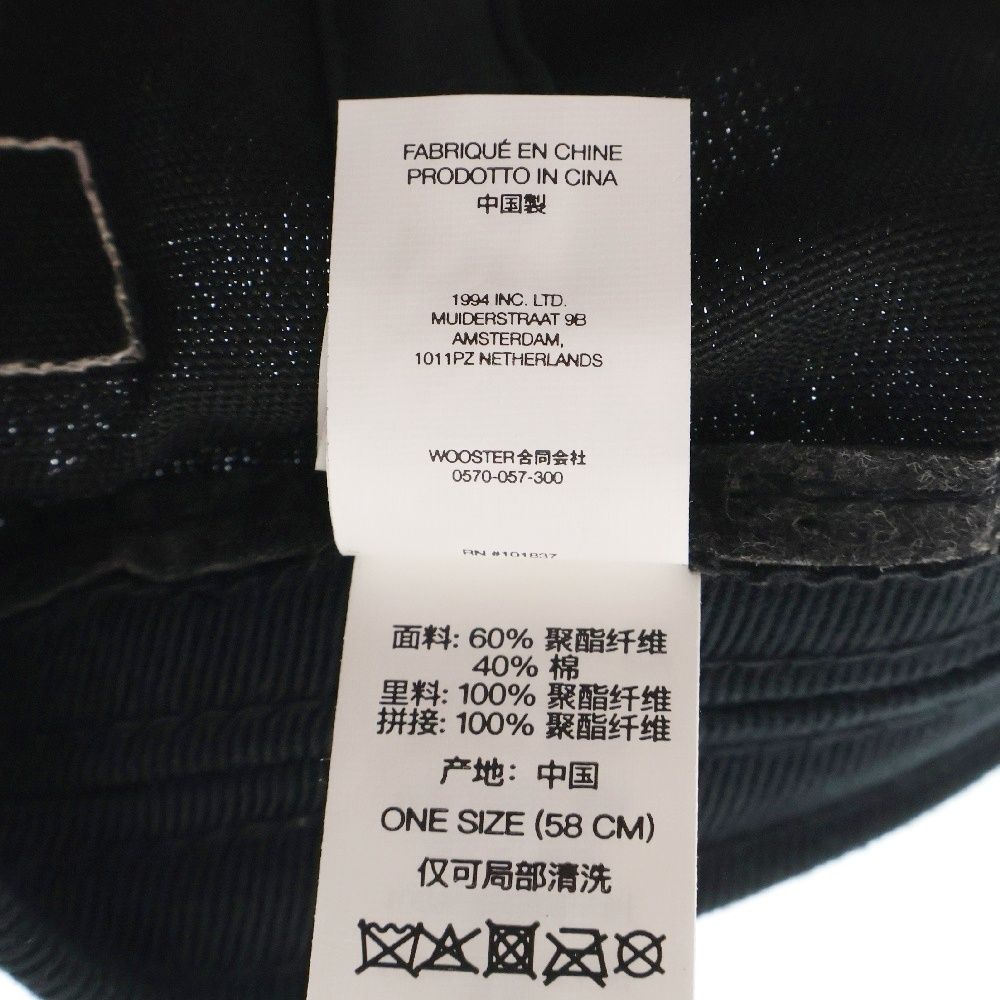 FABRIQUÉ EN CHINE
PRODOTTO IN CINA
中国製
1994 INC. LTD.
MUIDERSTRAAT 9B
AMSTERDAM,
1011PZ NETHERLANDS
WOOSTER合同会社
0570-057-300
RN #101837
面料: 60% 聚酯纤维
40% 棉
里料: 100% 聚酯纤维
拼接: 100% 聚酯纤维
产地: 中国
ONE SIZE (58 CM)
仅可局部清洗